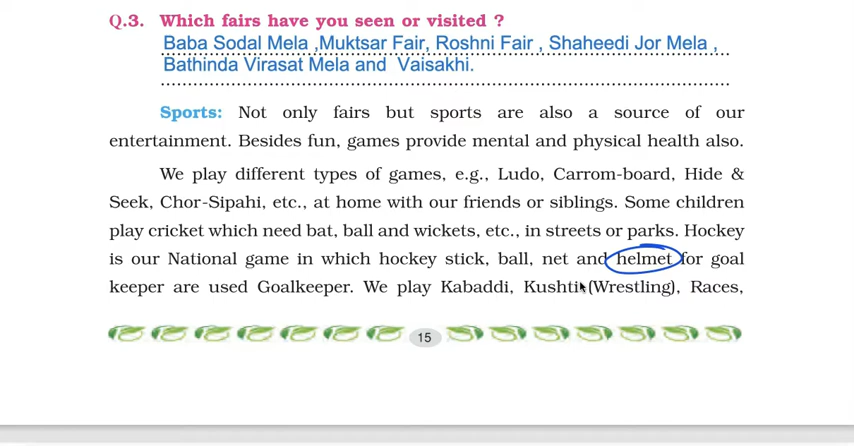 Q.3. Which fairs have you seen or visited ?
Baba Sodal Mela ,Muktsar Fair, Roshni Fair , Shaheedi Jor Mela ,
Bathinda Virasat Mela and Vaisakhi.
Sports: Not only fairs but sports are also a source of our
entertainment. Besides fun, games provide mental and physical health also.
We play different types of games, e.g., Ludo, Carrom-board, Hide &
Seek, Chor-Sipahi, etc., at home with our friends or siblings. Some children
play cricket which need bat, ball and wickets, etc., in streets or parks. Hockey
is our National game in which hockey stick, ball, net and helmet for goal
keeper are used Goalkeeper. We play Kabaddi, Kushti (Wrestling), Races,
15